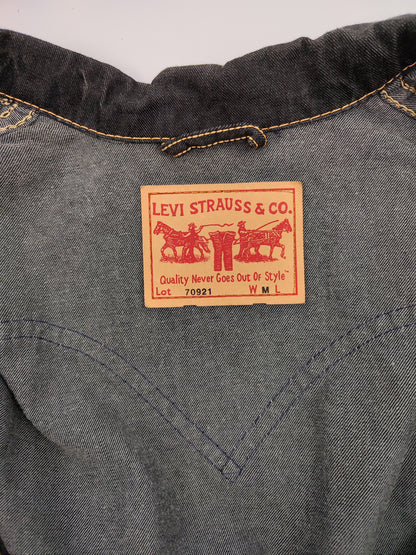 LEVI STRAUSS & CO.
Quality Never Goes Out Of Style™
Lot 70921 W M L